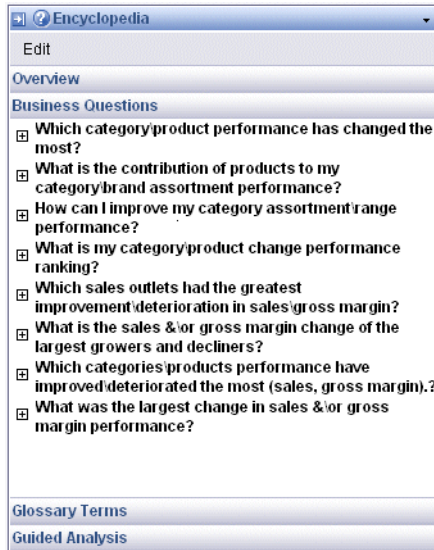 Encyclopedia
Edit
Overview
Business Questions
Which category\product performance has changed the
most?
What is the contribution of products to my
category\brand assortment performance?
How can I improve my category assortment\range
performance?
What is my category\product change performance
ranking?
Which sales outlets had the greatest
improvement\deterioration in sales\gross margin?
What is the sales &\or gross margin change of the
largest growers and decliners?
Which categories\products performance have
improved\deteriorated the most (sales, gross margin).?
What was the largest change in sales &\or gross
margin performance?
Glossary Terms
Guided Analysis